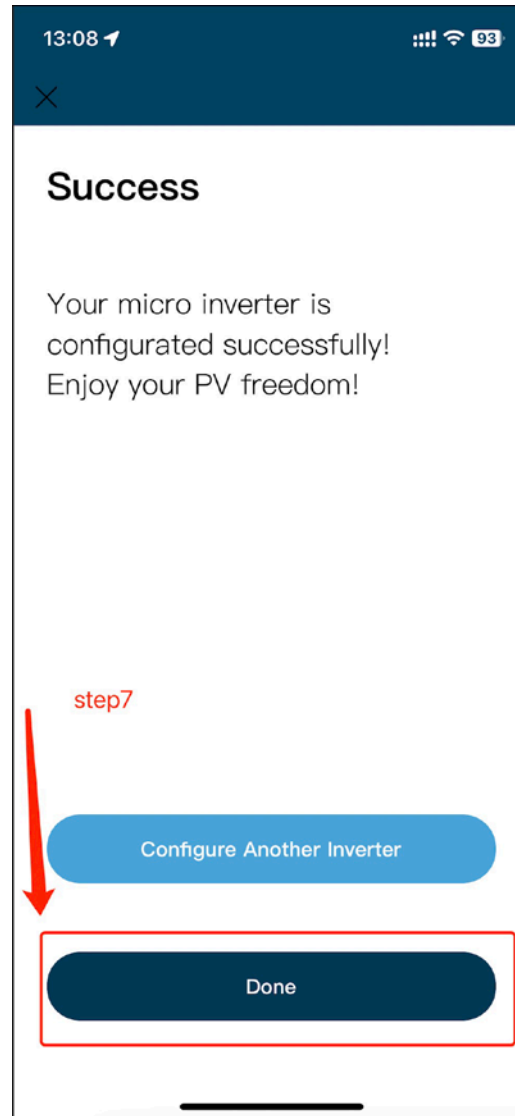 13:08
93
Success
Your micro inverter is
configurated successfully!
Enjoy your PV freedom!
step7
Configure Another Inverter
Done